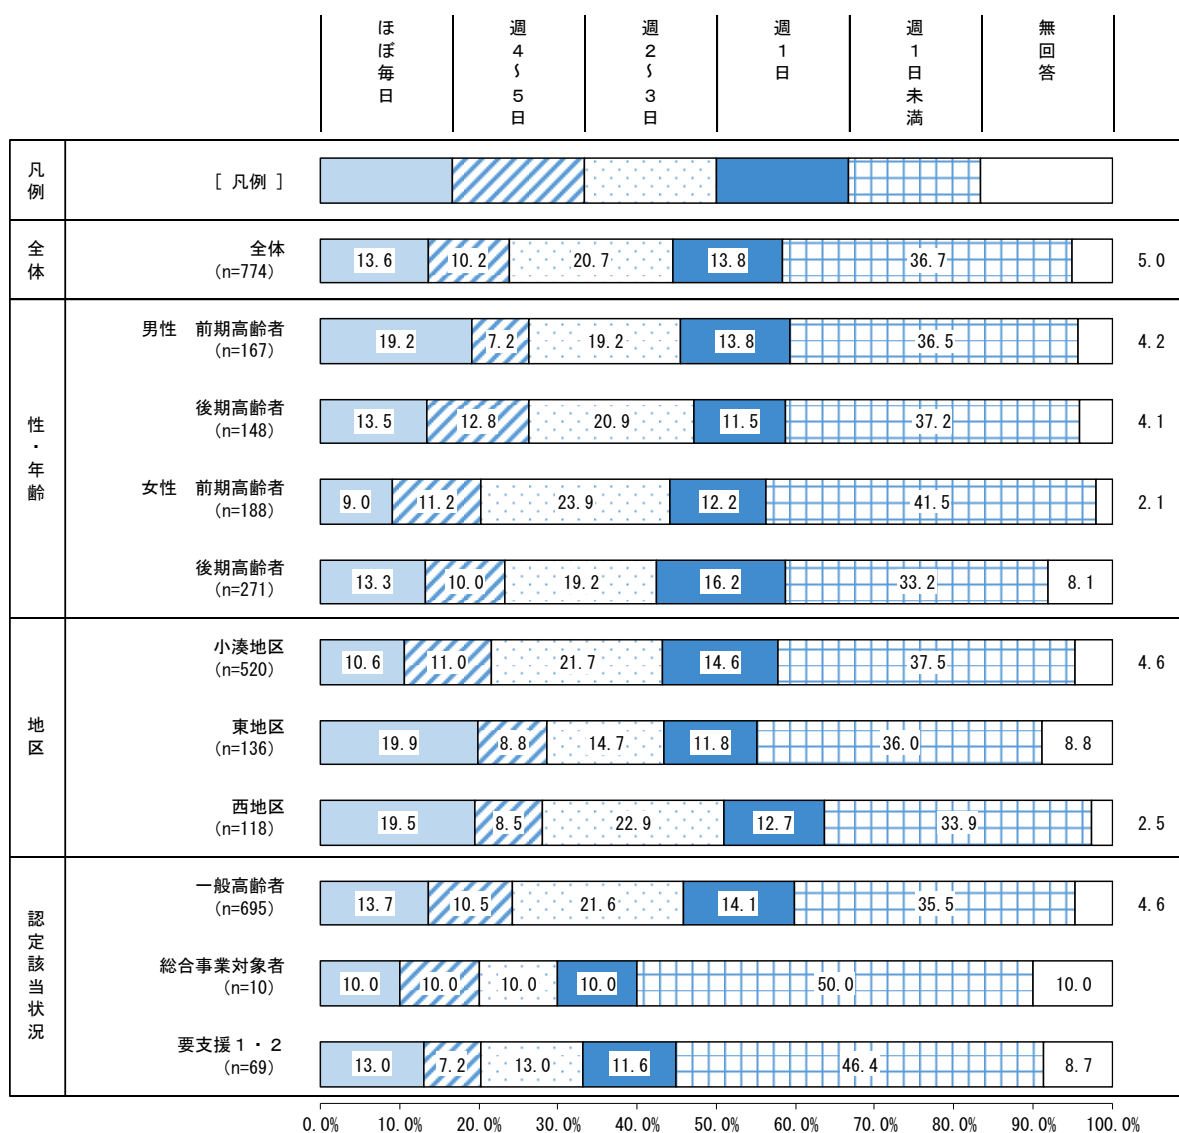 ほぼ毎日
週４～５日
週２～３日
週１日
週１日未満
無回答
凡例
［ 凡例 ］
全体
全体
(n=774)
13.6 10.2 20.7 13.8 36.7 5.0
性・年齢
男性　前期高齢者
(n=167)
19.2 7.2 19.2 13.8 36.5 4.2
後期高齢者
(n=148)
13.5 12.8 20.9 11.5 37.2 4.1
女性　前期高齢者
(n=188)
9.0 11.2 23.9 12.2 41.5 2.1
後期高齢者
(n=271)
13.3 10.0 19.2 16.2 33.2 8.1
地区
小湊地区
(n=520)
10.6 11.0 21.7 14.6 37.5 4.6
東地区
(n=136)
19.9 8.8 14.7 11.8 36.0 8.8
西地区
(n=118)
19.5 8.5 22.9 12.7 33.9 2.5
認定該当状況
一般高齢者
(n=695)
13.7 10.5 21.6 14.1 35.5 4.6
総合事業対象者
(n=10)
10.0 10.0 10.0 10.0 50.0 10.0
要支援１・２
(n=69)
13.0 7.2 13.0 11.6 46.4 8.7
0.0% 10.0% 20.0% 30.0% 40.0% 50.0% 60.0% 70.0% 80.0% 90.0% 100.0%